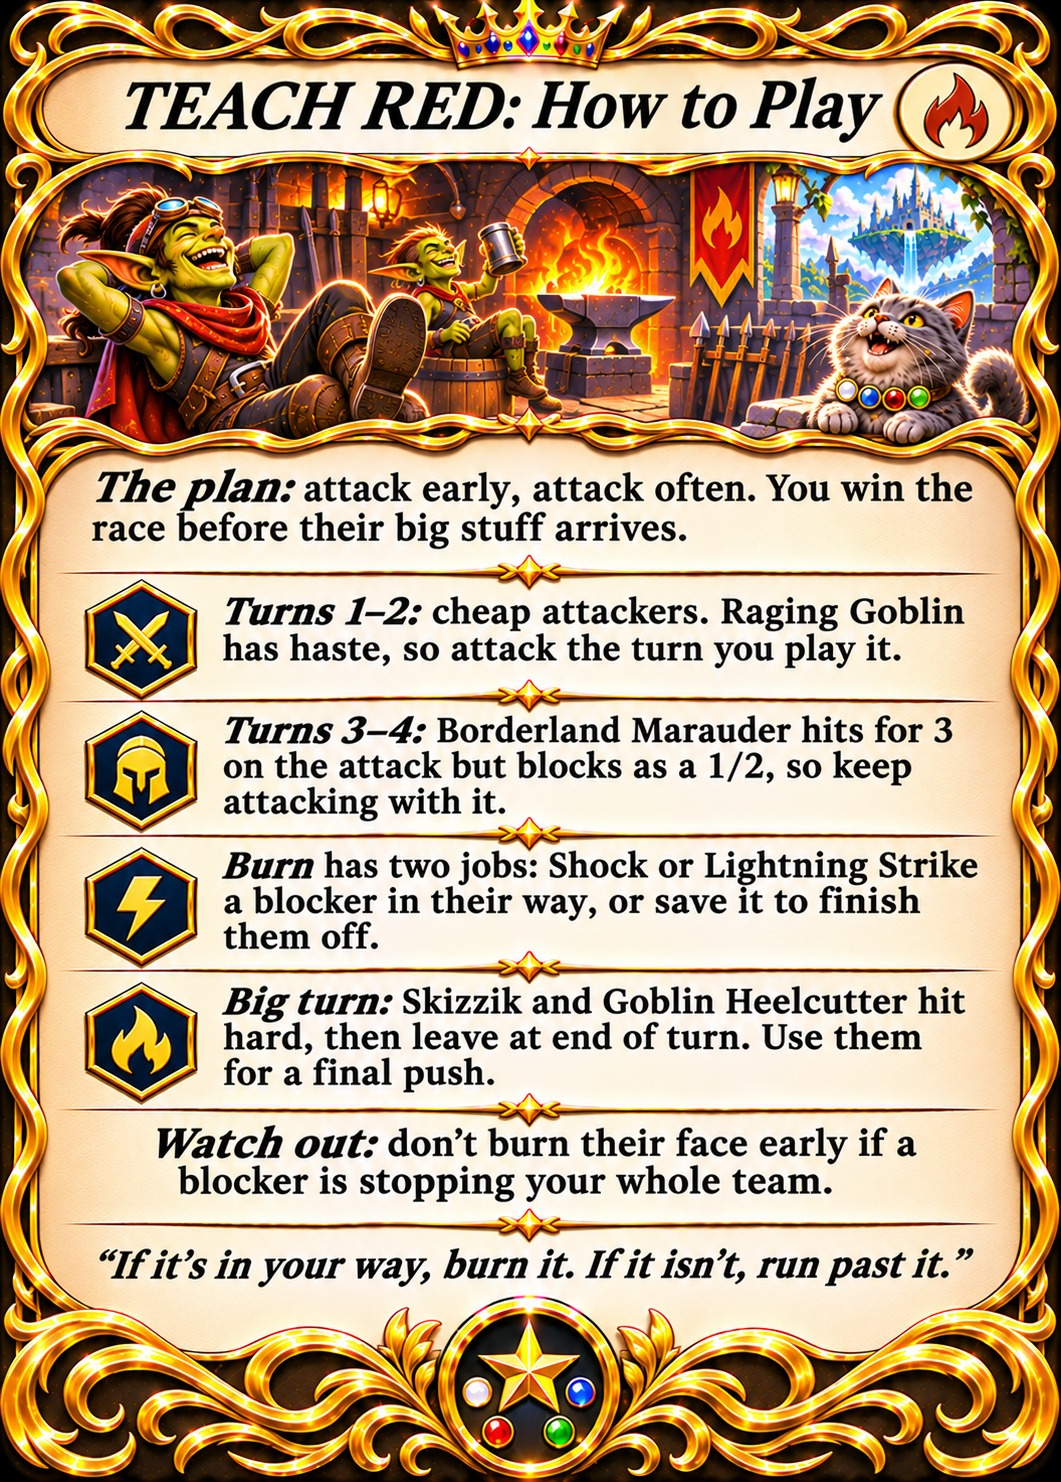 TEACH RED: How to Play
The plan: attack early, attack often. You win the
race before their big stuff arrives.
Turns 1–2: cheap attackers. Raging Goblin
has haste, so attack the turn you play it.
Turns 3–4: Borderland Marauder hits for 3
on the attack but blocks as a 1/2, so keep
attacking with it.
Burn has two jobs: Shock or Lightning Strike
a blocker in their way, or save it to finish
them off.
Big turn: Skizzik and Goblin Heelcutter hit
hard, then leave at end of turn. Use them
for a final push.
Watch out: don’t burn their face early if a
blocker is stopping your whole team.
“If it’s in your way, burn it. If it isn’t, run past it.”